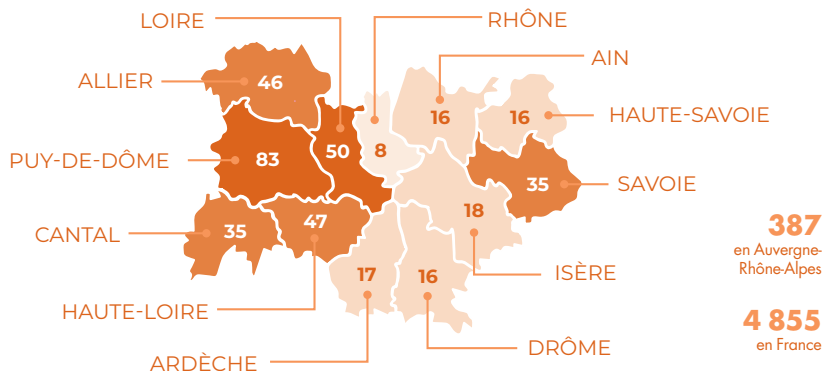 LOIRE
RHÔNE
AIN
ALLIER
46
16
16
HAUTE-SAVOIE
PUY-DE-DÔME
83
50
8
35
SAVOIE
CANTAL
35
47
18
387
en Auvergne-
Rhône-Alpes
17
16
ISÈRE
HAUTE-LOIRE
4 855
en France
DRÔME
ARDÈCHE